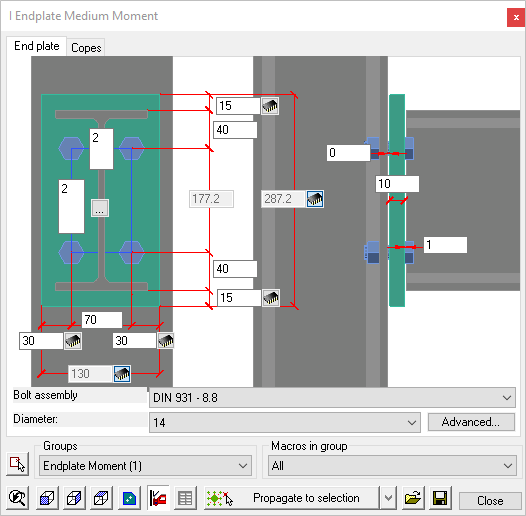 I Endplate Medium Moment
x
End plate
Copes
15
40
2
0
10
2
177.2
287.2
...
1
40
15
70
30
30
130
Bolt assembly
DIN 931 - 8.8
Diameter:
14
Advanced...
Groups
Macros in group
Endplate Moment (1)
All
Propagate to selection
Close